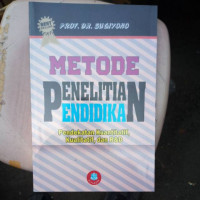 PROF. DR. SUGIYONO
METODE
PENELITIAN
PENDIDIKAN
Pendekatan Kuantitatif,
Kualitatif, dan R&D